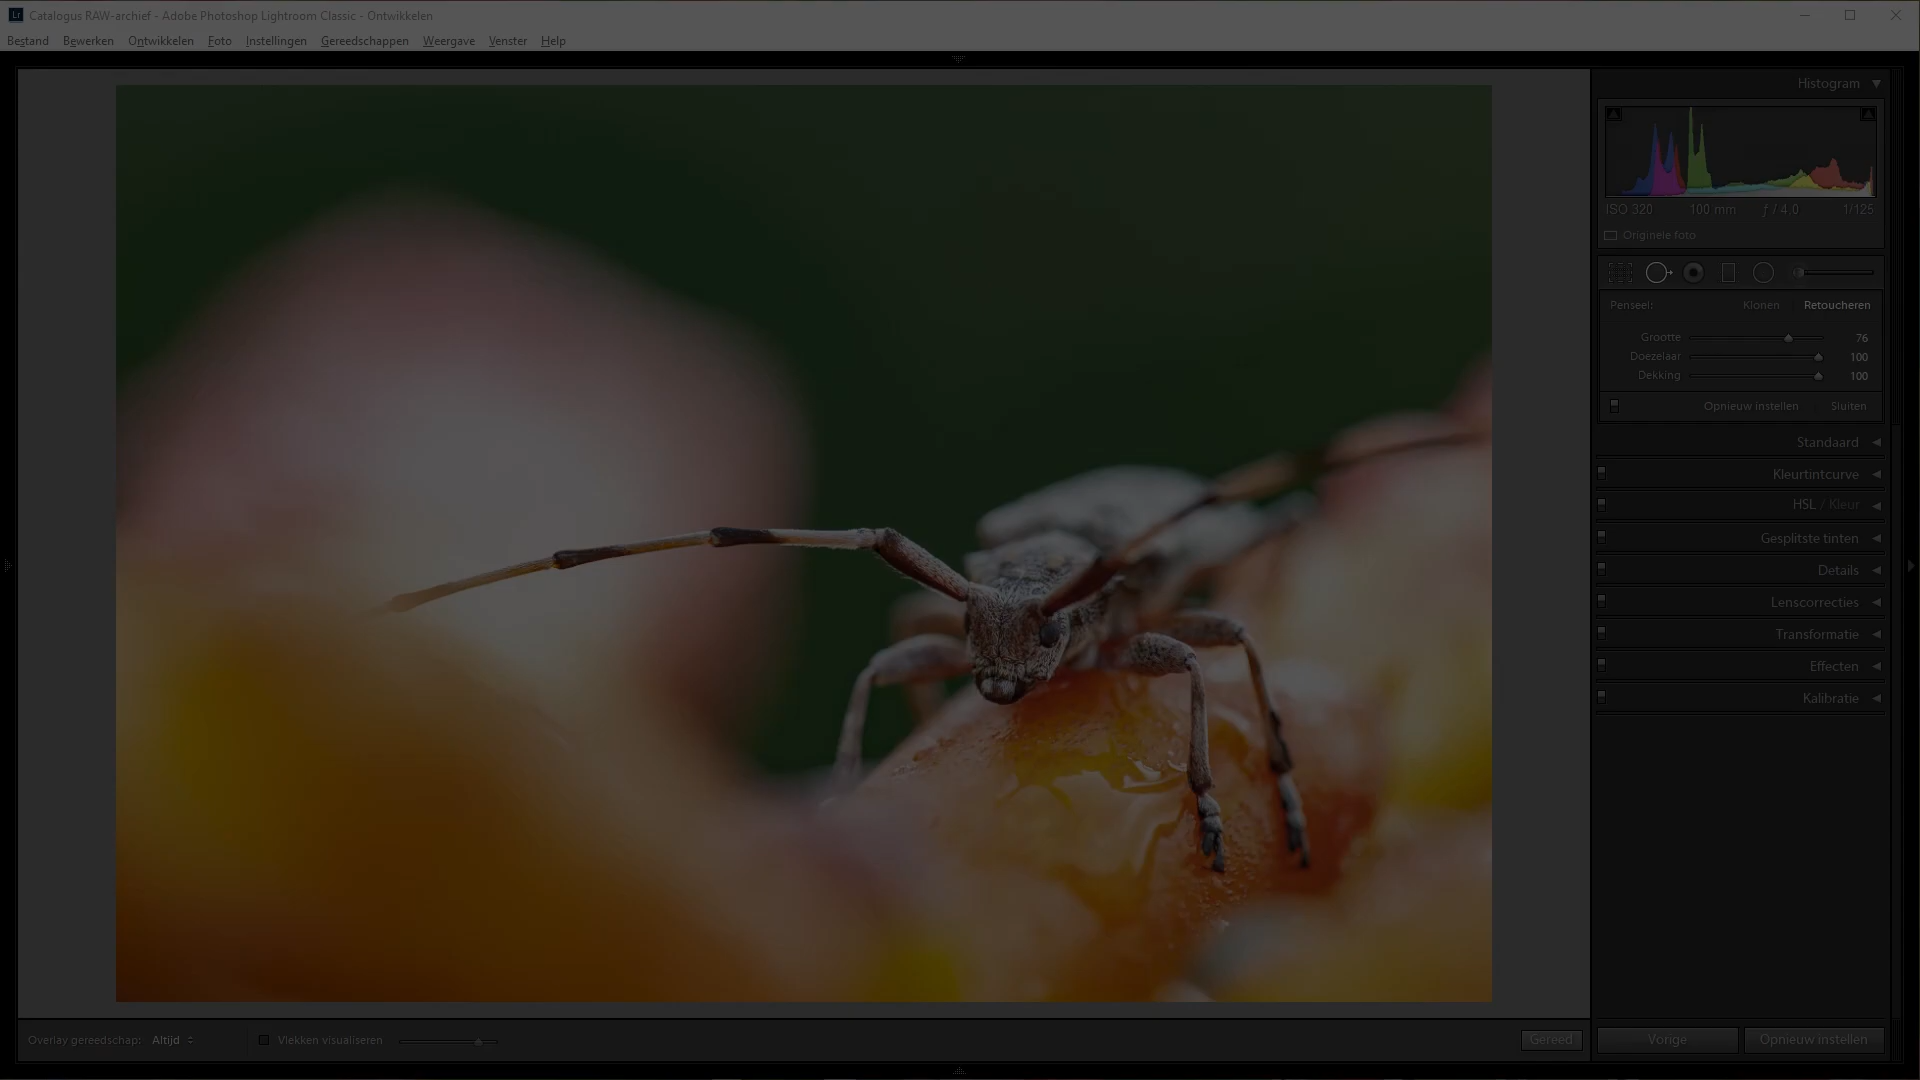 Catalogus RAW-archief - Adobe Photoshop Lightroom Classic - Ontwikkelen
Bestand Bewerken Ontwikkelen Foto Instellingen Gereedschappen Weergave Venster Help
Histogram
ISO 320 100 mm ƒ / 4,0 1/125
Originele foto
Penseel: Klonen Retoucheren
Grootte 76
Doezelaar 100
Dekking 100
Opnieuw instellen Sluiten
Standaard
Kleurtintcurve
HSL / Kleur
Gesplitste tinten
Details
Lenscorrecties
Transformatie
Effecten
Kalibratie
Overlay gereedschap: Altijd Vlekken visualiseren Gereed Vorige Opnieuw instellen